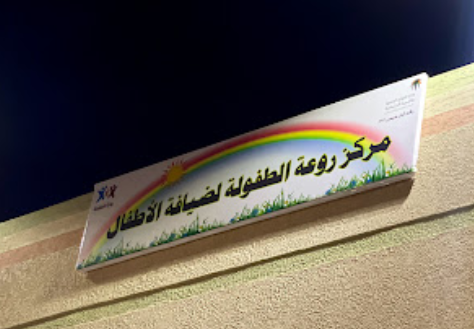 مركز روعة الطفولة لضيافة الأطفال